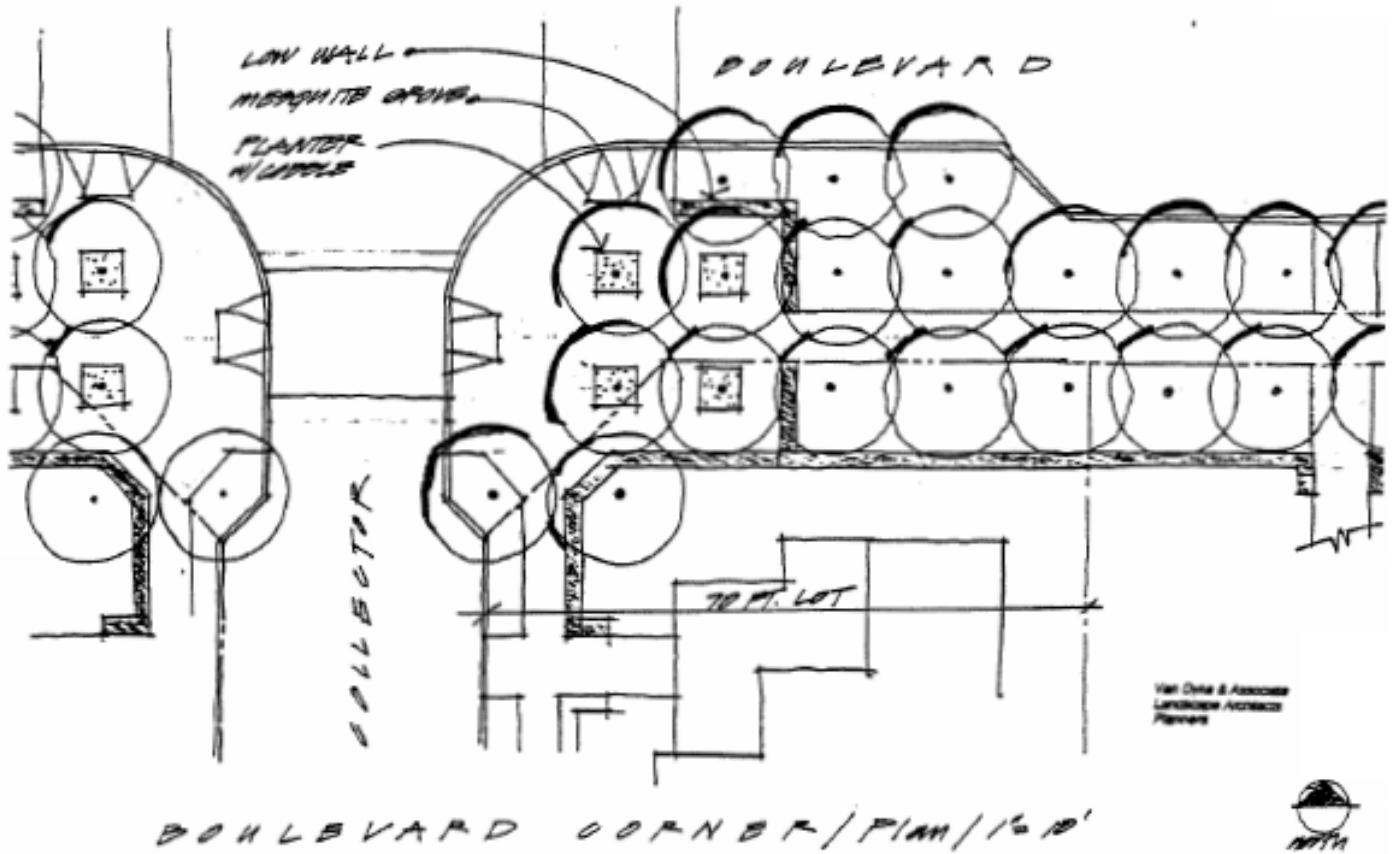 LOW WALL
MESQUITE GROVE
PLANTER
W/ COBBLE
BOULEVARD
COLLECTOR
70 FT. LOT
Van Dyke & Associates
Landscape Architects
Planners
BOULEVARD CORNER / Plan / 1"= 10'
NORTH